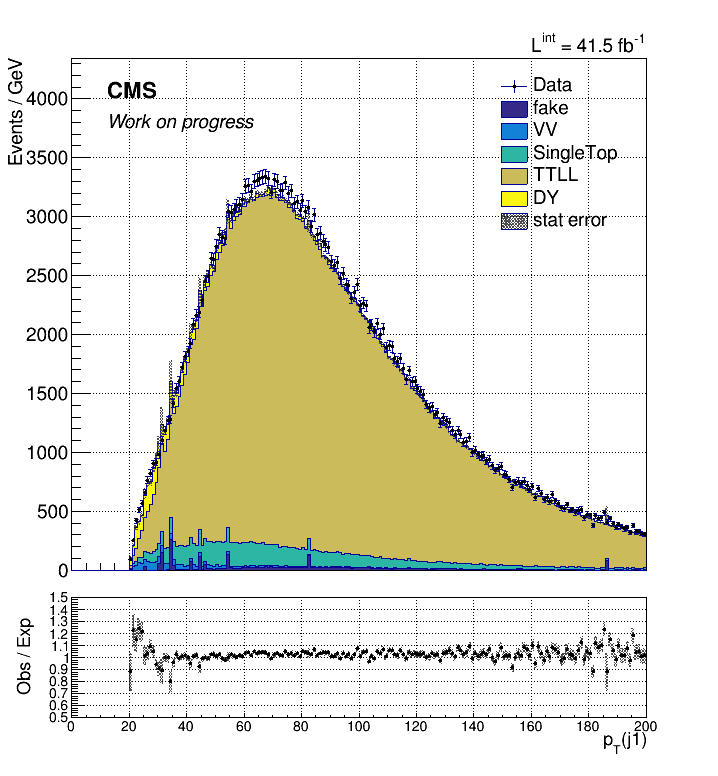 L^int = 41.5 fb^-1
Events / GeV
CMS
Work on progress
Data
fake
VV
SingleTop
TTLL
DY
stat error
4000
3500
3000
2500
2000
1500
1000
500
0
Obs / Exp
1.5
1.4
1.3
1.2
1.1
1
0.9
0.8
0.7
0.6
0.5
0 20 40 60 80 100 120 140 160 180 200
p_T(j1)